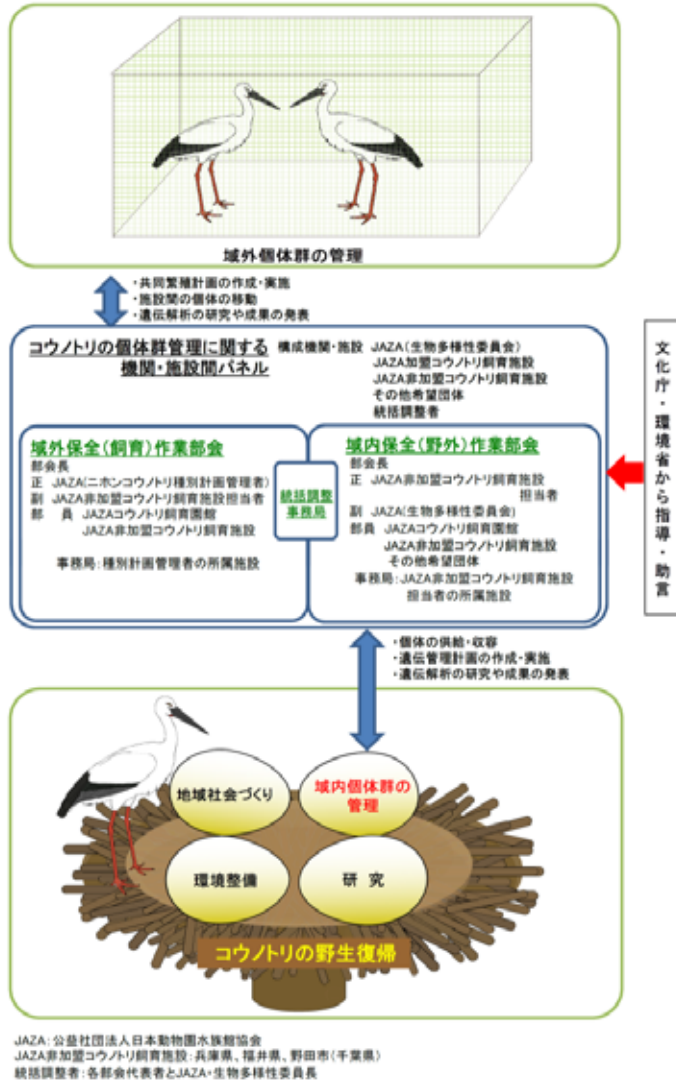 域外個体群の管理
・共同繁殖計画の作成・実施
・施設間の個体の移動
・遺伝解析の研究や成果の発表
コウノトリの個体群管理に関する
機関・施設間パネル
構成機関・施設 JAZA(生物多様性委員会)
JAZA加盟コウノトリ飼育施設
JAZA非加盟コウノトリ飼育施設
その他希望団体
統括調整者
域外保全(飼育)作業部会
部会長
正 JAZA(ニホンコウノトリ種別計画管理者)
副 JAZA非加盟コウノトリ飼育施設担当者
部 員 JAZAコウノトリ飼育園館
JAZA非加盟コウノトリ飼育施設
事務局:種別計画管理者の所属施設
統括調整
事務局
域内保全(野外)作業部会
部会長
正 JAZA非加盟コウノトリ飼育施設
担当者
副 JAZA(生物多様性委員会)
部員 JAZAコウノトリ飼育園館
JAZA非加盟コウノトリ飼育施設
その他希望団体
事務局:JAZA非加盟コウノトリ飼育施設
担当者の所属施設
文化庁・環境省から指導・助言
・個体の供給・収容
・遺伝管理計画の作成・実施
・遺伝解析の研究や成果の発表
地域社会づくり
域内個体群の
管理
環境整備
研 究
コウノトリの野生復帰
JAZA:公益社団法人日本動物園水族館協会
JAZA非加盟コウノトリ飼育施設:兵庫県、福井県、野田市(千葉県)
統括調整者:各部会代表者とJAZA・生物多様性委員長